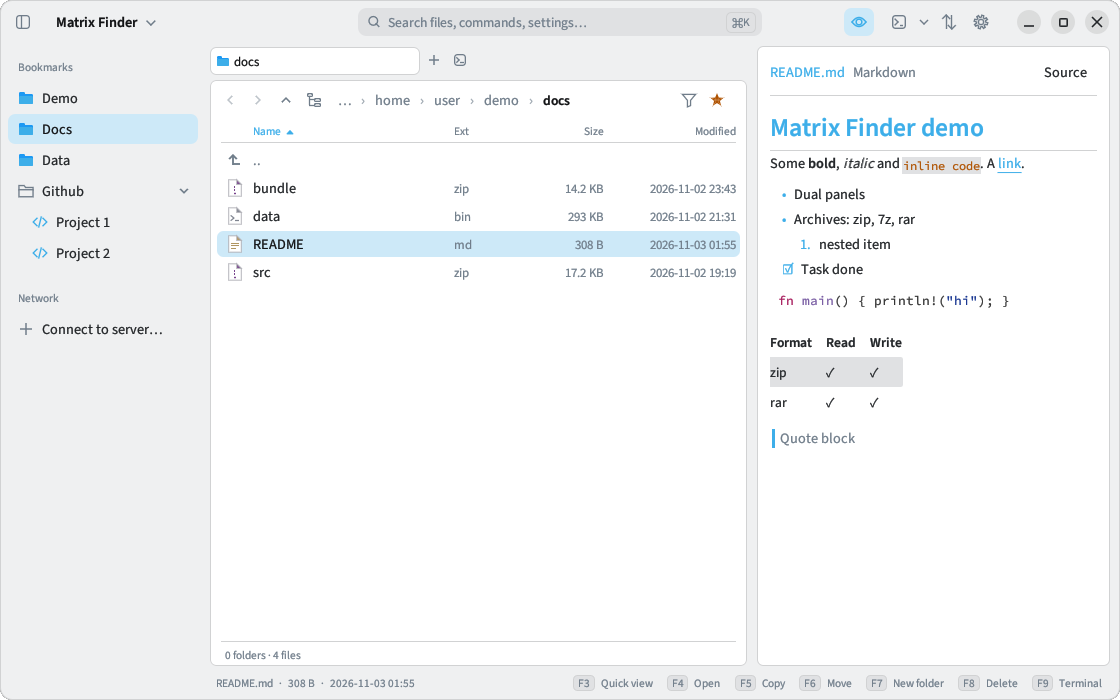 Matrix Finder
Search files, commands, settings…
⌘K
Bookmarks
Demo
Docs
Data
Github
Project 1
Project 2
Network
Connect to server…
docs
… › home › user › demo › docs
Name Ext Size Modified
..
bundle zip 14.2 KB 2026-11-02 23:43
data bin 293 KB 2026-11-02 21:31
README md 308 B 2026-11-03 01:55
src zip 17.2 KB 2026-11-02 19:19
0 folders · 4 files
README.md Markdown Source
Matrix Finder demo
Some bold, italic and inline code. A link.
• Dual panels
• Archives: zip, 7z, rar
1. nested item
Task done
fn main() { println!("hi"); }
Format Read Write
zip ✓ ✓
rar ✓ ✓
Quote block
README.md · 308 B · 2026-11-03 01:55
F3 Quick view F4 Open F5 Copy F6 Move F7 New folder F8 Delete F9 Terminal